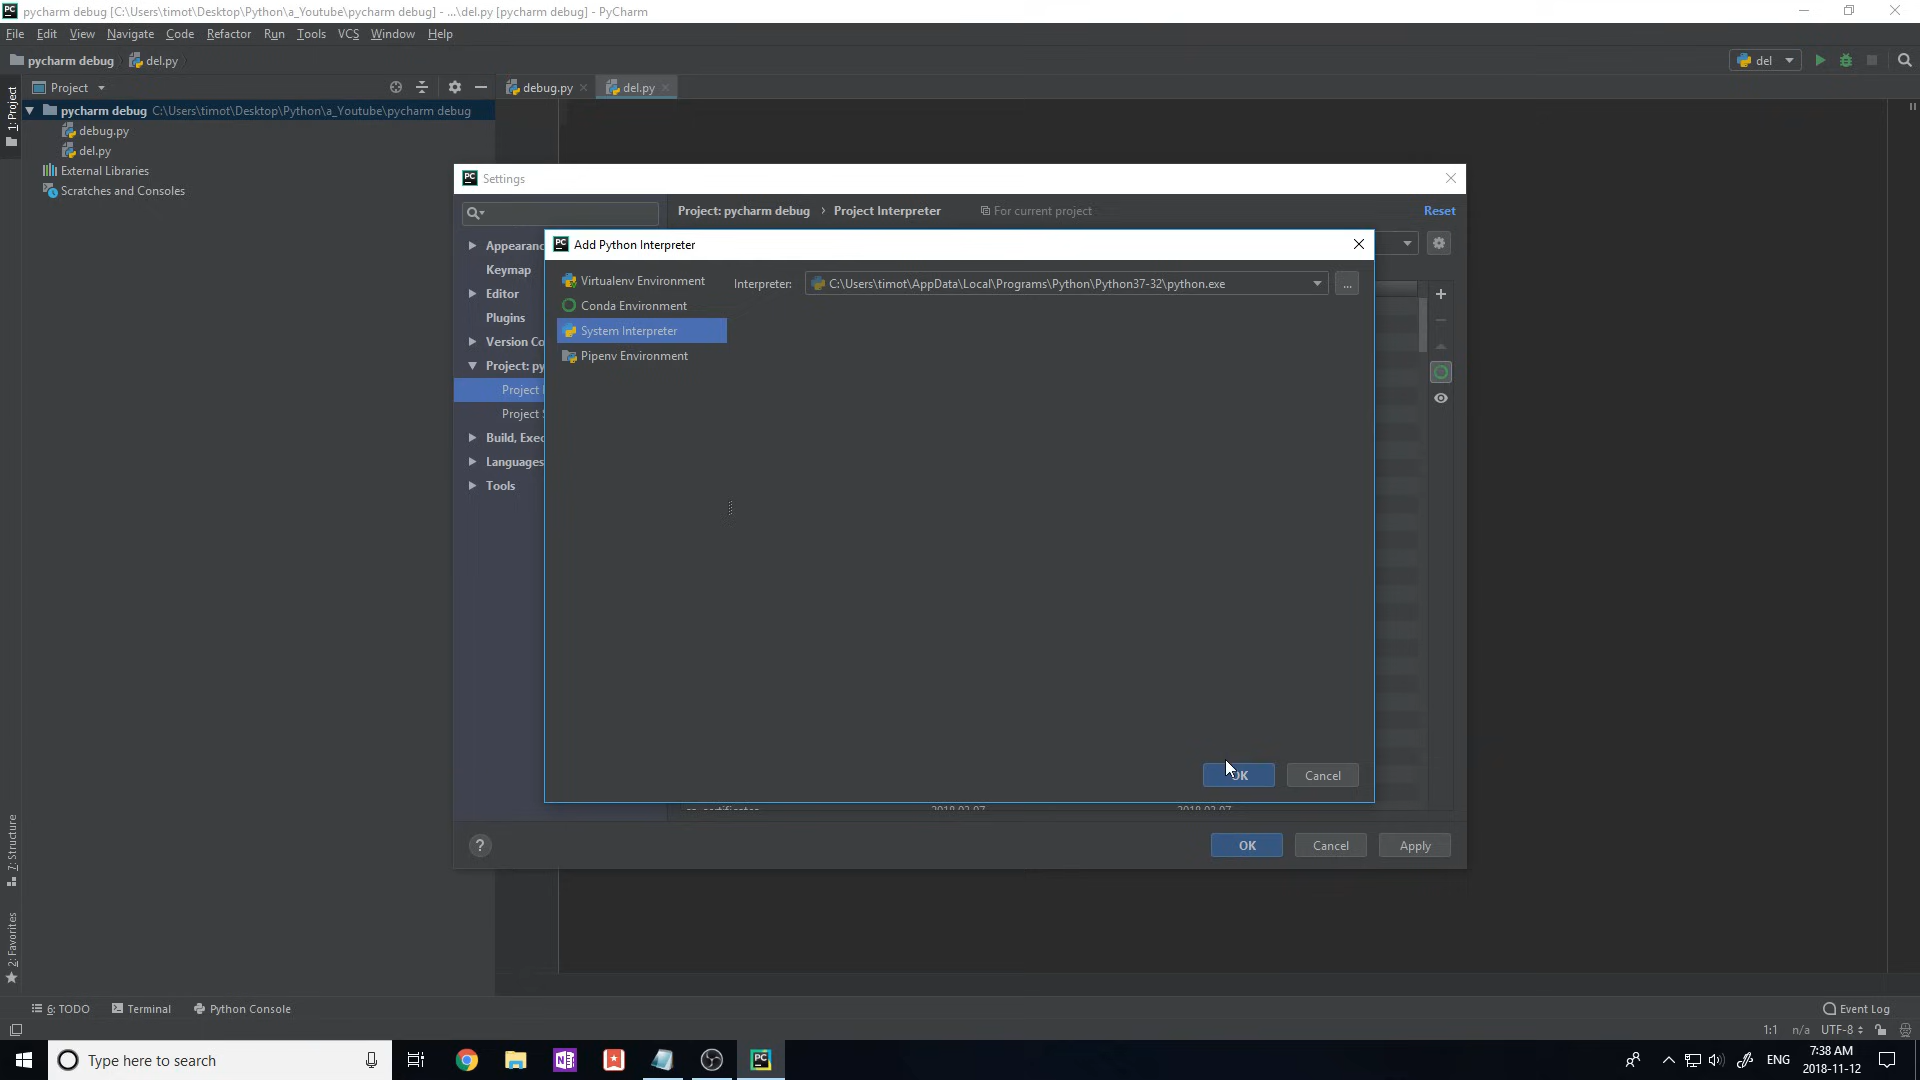 pycharm debug [C:\Users\timot\Desktop\Python\a_Youtube\pycharm debug] - ...\del.py [pycharm debug] - PyCharm
File Edit View Navigate Code Refactor Run Tools VCS Window Help
pycharm debug del.py del
Project debug.py del.py
1: Project
pycharm debug C:\Users\timot\Desktop\Python\a_Youtube\pycharm debug
debug.py
del.py
External Libraries
Scratches and Consoles
Settings
Project: pycharm debug › Project Interpreter For current project Reset
Appearanc
Keymap
Editor
Plugins
Version Co
Project: py
Project
Project
Build, Exec
Languages
Tools
Add Python Interpreter
Virtualenv Environment
Conda Environment
System Interpreter
Pipenv Environment
Interpreter: C:\Users\timot\AppData\Local\Programs\Python\Python37-32\python.exe ...
OK Cancel
? OK Cancel Apply
7: Structure
2: Favorites
6: TODO Terminal Python Console Event Log
1:1 n/a UTF-8
Type here to search
ENG
7:38 AM
2018-11-12